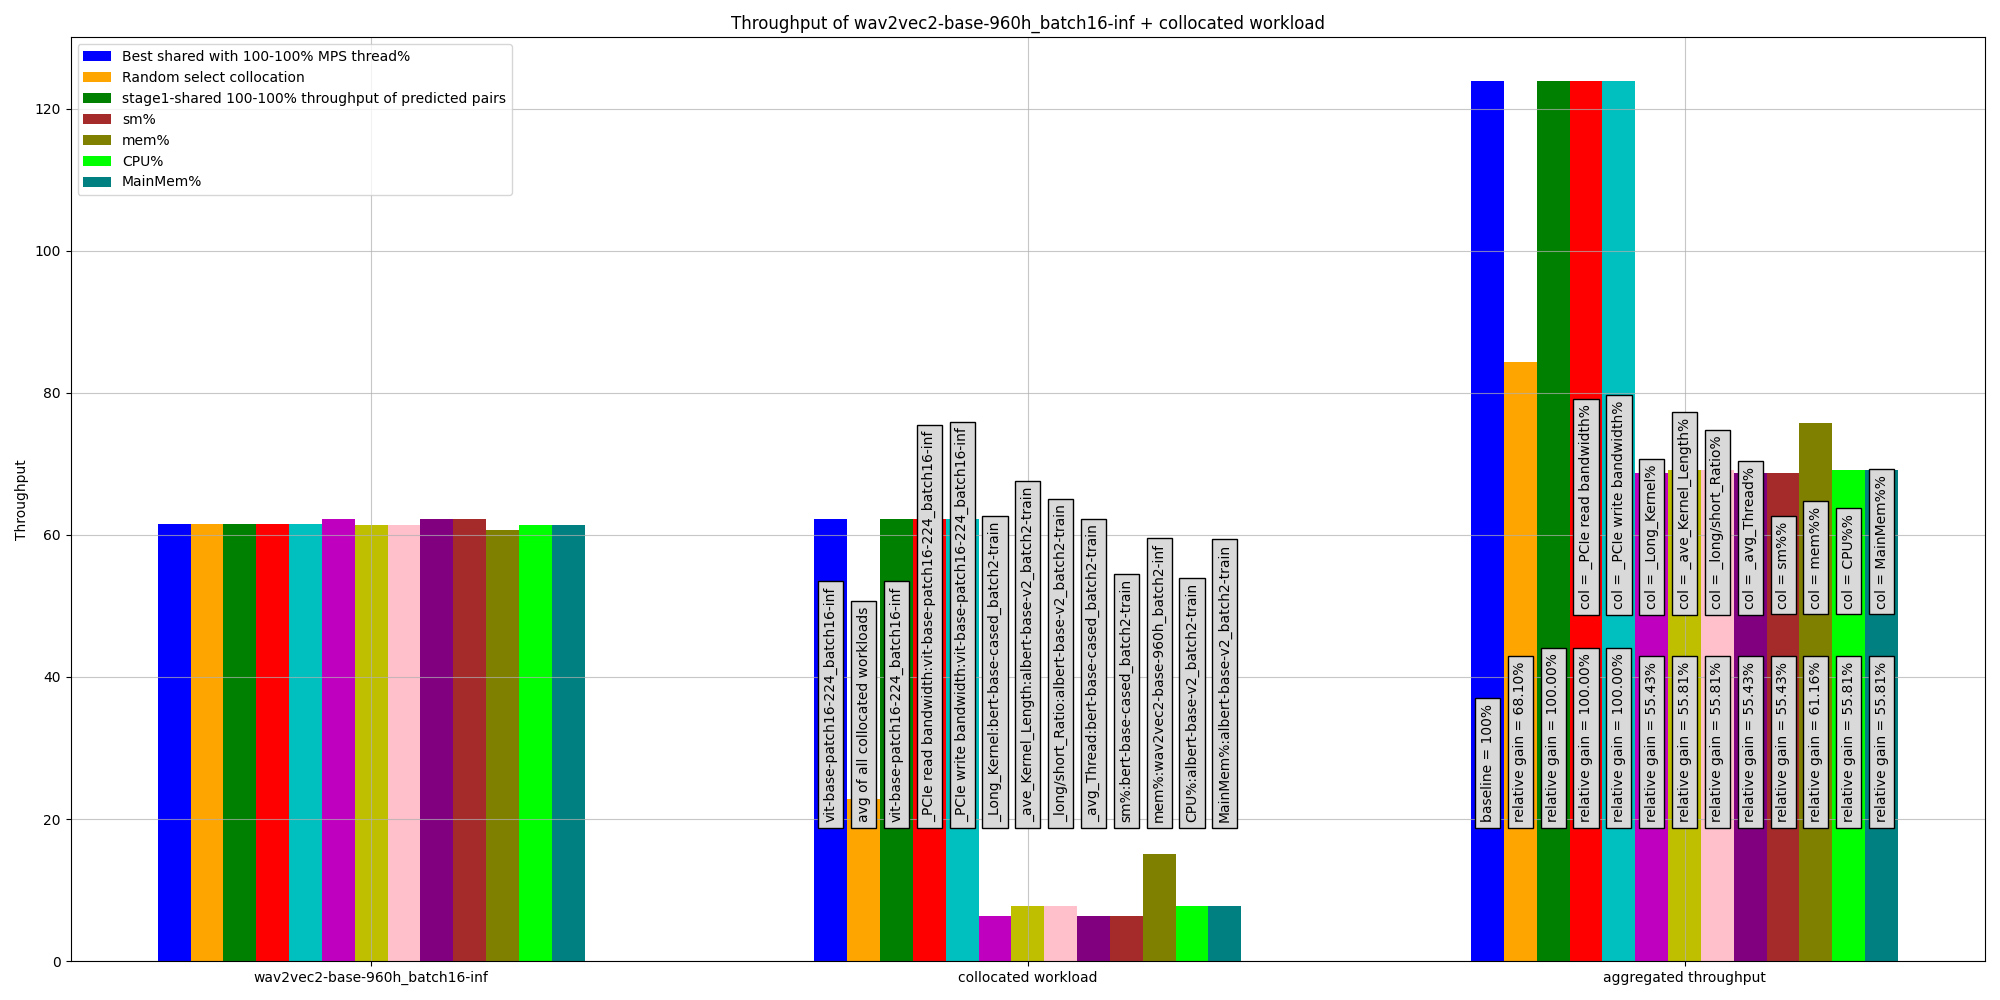 Throughput of wav2vec2-base-960h_batch16-inf + collocated workload
Best shared with 100-100% MPS thread%
Random select collocation
stage1-shared 100-100% throughput of predicted pairs
sm%
mem%
CPU%
MainMem%
Throughput
120
100
80
60
40
20
0
vit-base-patch16-224_batch16-inf
avg of all collocated workloads
vit-base-patch16-224_batch16-inf
_PCIe read bandwidth:vit-base-patch16-224_batch16-inf
_PCIe write bandwidth:vit-base-patch16-224_batch16-inf
_Long_Kernel:bert-base-cased_batch2-train
_ave_Kernel_Length:albert-base-v2_batch2-train
_long/short_Ratio:albert-base-v2_batch2-train
_avg_Thread:bert-base-cased_batch2-train
sm%:bert-base-cased_batch2-train
mem%:wav2vec2-base-960h_batch2-inf
CPU%:albert-base-v2_batch2-train
MainMem%:albert-base-v2_batch2-train
col = _PCIe read bandwidth%
col = _PCIe write bandwidth%
col = _Long_Kernel%
col = _ave_Kernel_Length%
col = _long/short_Ratio%
col = _avg_Thread%
col = sm%%
col = mem%%
col = CPU%%
col = MainMem%%
baseline = 100%
relative gain = 68.10%
relative gain = 100.00%
relative gain = 100.00%
relative gain = 100.00%
relative gain = 55.43%
relative gain = 55.81%
relative gain = 55.81%
relative gain = 55.43%
relative gain = 55.43%
relative gain = 61.16%
relative gain = 55.81%
relative gain = 55.81%
wav2vec2-base-960h_batch16-inf
collocated workload
aggregated throughput